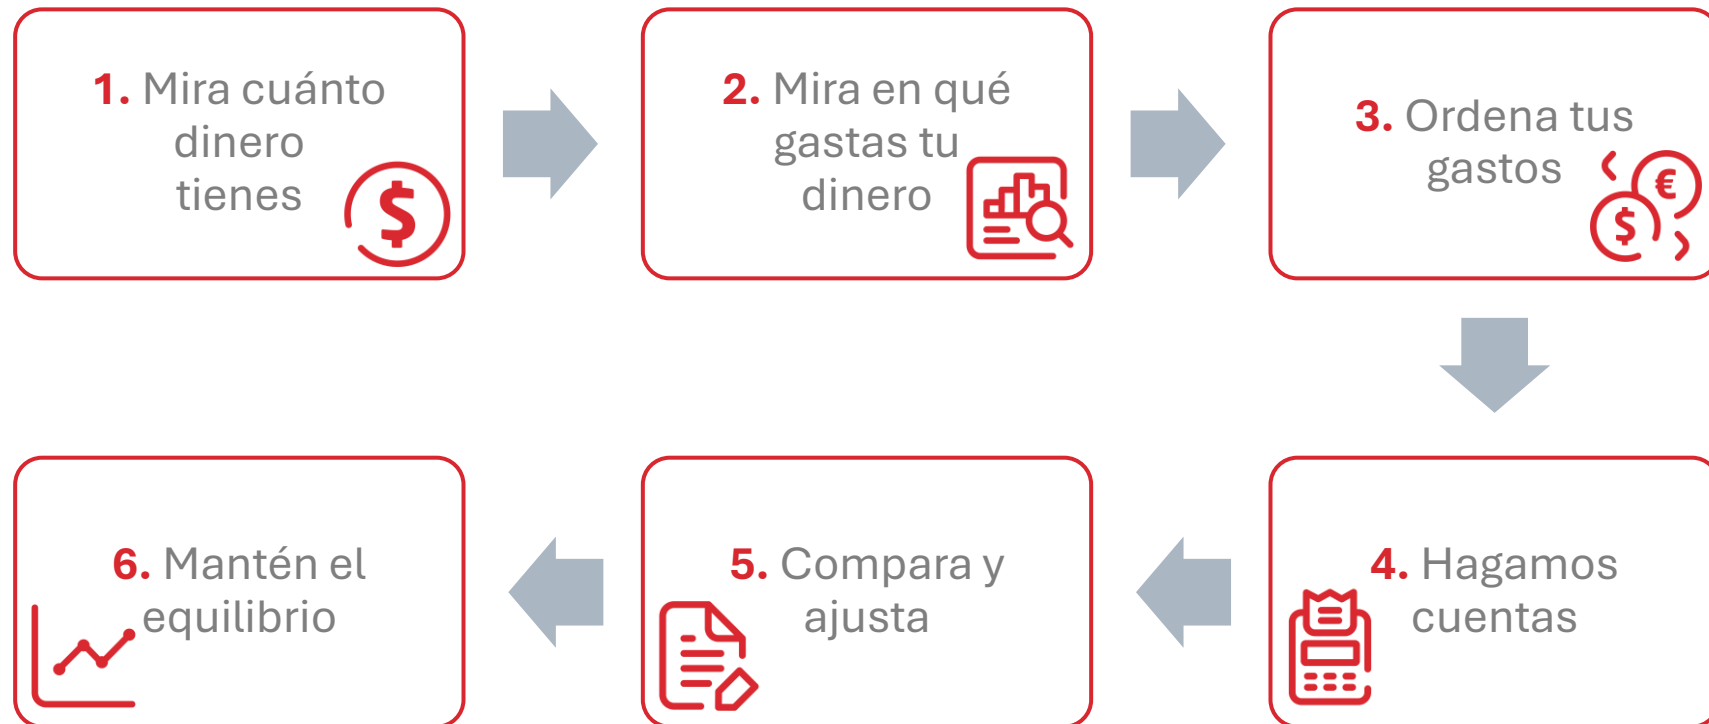 1. Mira cuánto
dinero
tienes
$
2. Mira en qué
gastas tu
dinero
3. Ordena tus
gastos
€
$
4. Hagamos
cuentas
5. Compara y
ajusta
6. Mantén el
equilibrio